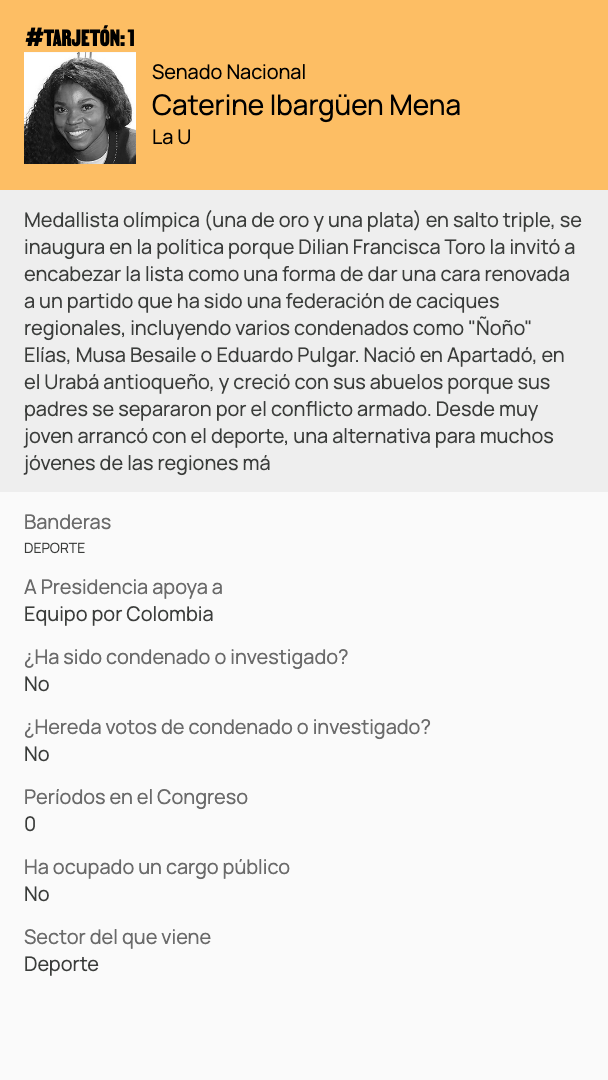 #TARJETÓN: 1
Senado Nacional
Caterine Ibargüen Mena
La U
Medallista olímpica (una de oro y una plata) en salto triple, se
inaugura en la política porque Dilian Francisca Toro la invitó a
encabezar la lista como una forma de dar una cara renovada
a un partido que ha sido una federación de caciques
regionales, incluyendo varios condenados como "Ñoño"
Elías, Musa Besaile o Eduardo Pulgar. Nació en Apartadó, en
el Urabá antioqueño, y creció con sus abuelos porque sus
padres se separaron por el conflicto armado. Desde muy
joven arrancó con el deporte, una alternativa para muchos
jóvenes de las regiones má
Banderas
DEPORTE
A Presidencia apoya a
Equipo por Colombia
¿Ha sido condenado o investigado?
No
¿Hereda votos de condenado o investigado?
No
Períodos en el Congreso
0
Ha ocupado un cargo público
No
Sector del que viene
Deporte